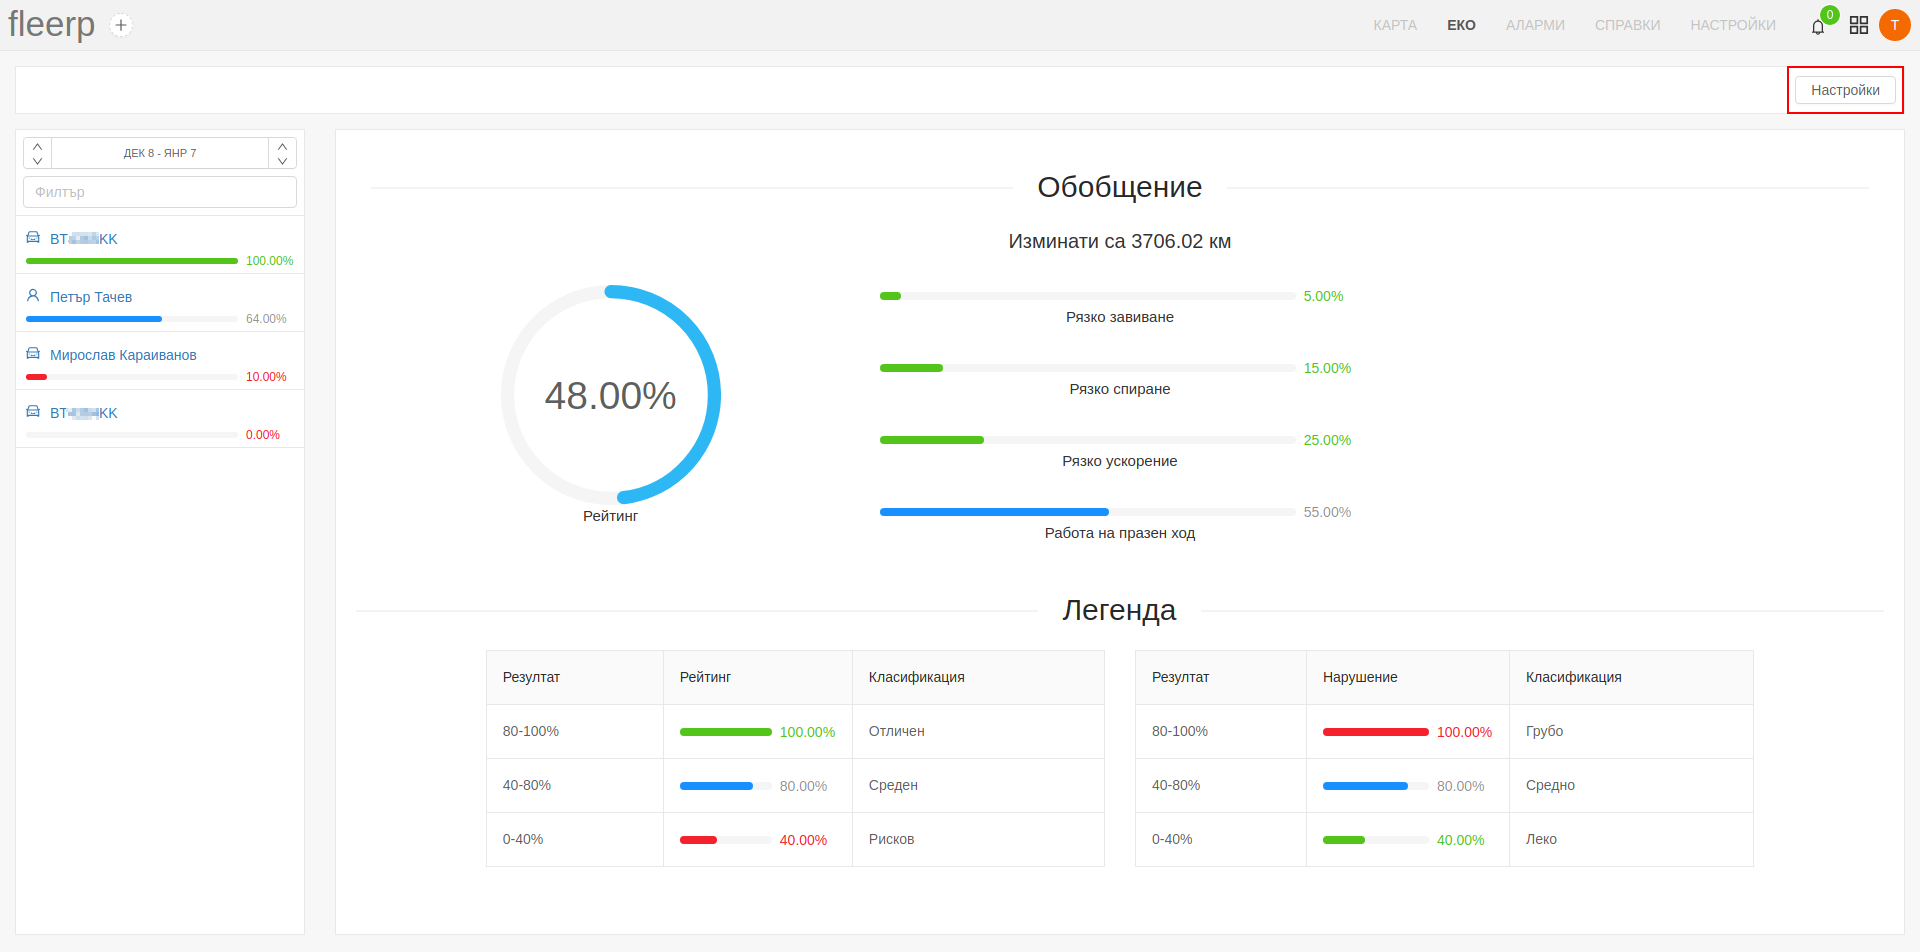 fleerp
КАРТА ЕКО АЛАРМИ СПРАВКИ НАСТРОЙКИ 0 T
Настройки
ДЕК 8 - ЯНР 7
Филтър
KK
100.00%
Петър Тачев
64.00%
Мирослав Караиванов
10.00%
KK
0.00%
Обобщение
Изминати са 3706.02 км
48.00%
Рейтинг
5.00%
Рязко завиване
15.00%
Рязко спиране
25.00%
Рязко ускорение
55.00%
Работа на празен ход
Легенда
Резултат Рейтинг Класификация
80-100% 100.00% Отличен
40-80% 80.00% Среден
0-40% 40.00% Рисков
Резултат Нарушение Класификация
80-100% 100.00% Грубо
40-80% 80.00% Средно
0-40% 40.00% Леко